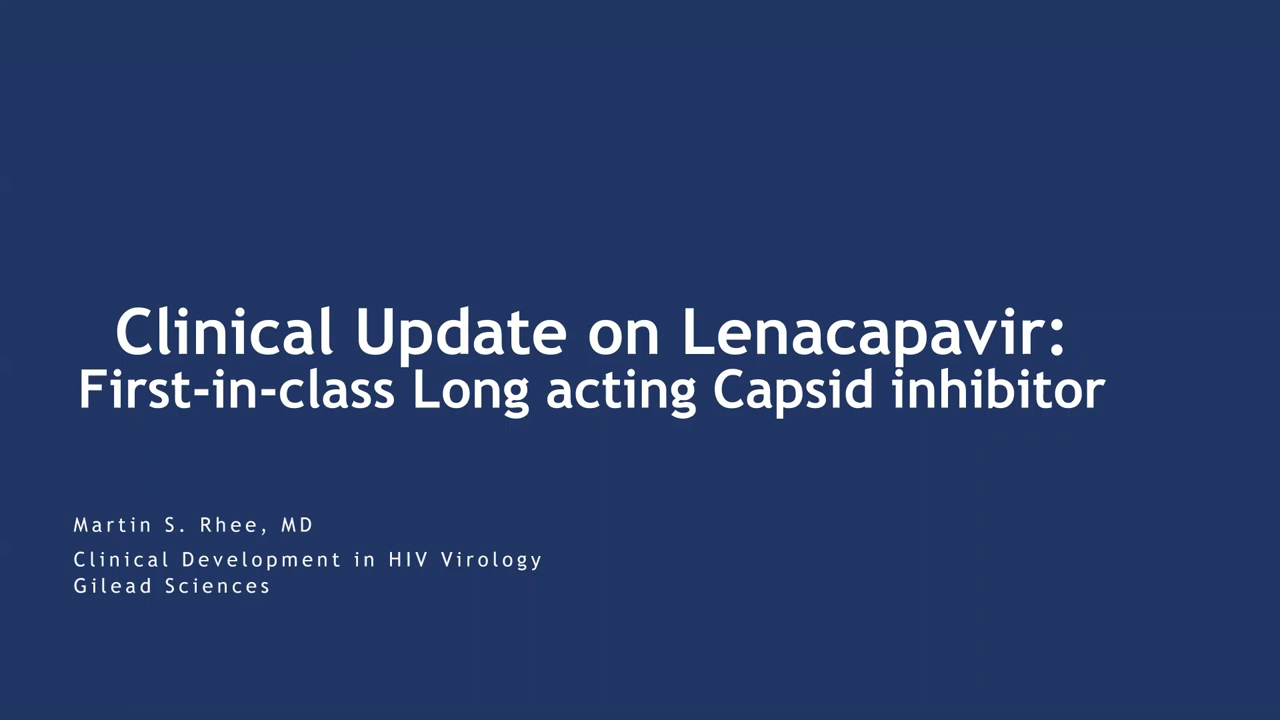 Clinical Update on Lenacapavir:
First-in-class Long acting Capsid inhibitor
Martin S. Rhee, MD
Clinical Development in HIV Virology
Gilead Sciences